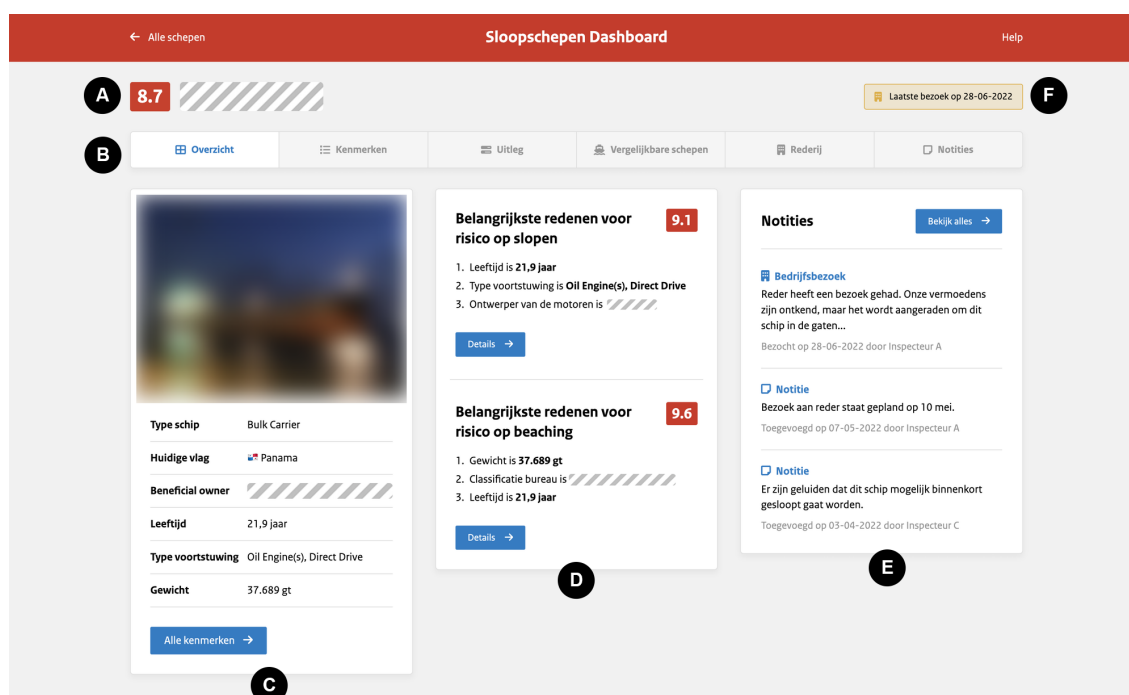 ← Alle schepen
Sloopschepen Dashboard
Help
A
8.7
Laatste bezoek op 28-06-2022
F
B
Overzicht
Kenmerken
Uitleg
Vergelijkbare schepen
Rederij
Notities
Type schip Bulk Carrier
Huidige vlag Panama
Beneficial owner
Leeftijd 21,9 jaar
Type voortstuwing Oil Engine(s), Direct Drive
Gewicht 37.689 gt
Alle kenmerken →
C
Belangrijkste redenen voor
risico op slopen
9.1
1. Leeftijd is 21,9 jaar
2. Type voortstuwing is Oil Engine(s), Direct Drive
3. Ontwerper van de motoren is
Details →
Belangrijkste redenen voor
risico op beaching
9.6
1. Gewicht is 37.689 gt
2. Classificatie bureau is
3. Leeftijd is 21,9 jaar
Details →
D
Notities
Bekijk alles →
Bedrijfsbezoek
Reder heeft een bezoek gehad. Onze vermoedens
zijn ontkend, maar het wordt aangeraden om dit
schip in de gaten...
Bezocht op 28-06-2022 door Inspecteur A
Notitie
Bezoek aan reder staat gepland op 10 mei.
Toegevoegd op 07-05-2022 door Inspecteur A
Notitie
Er zijn geluiden dat dit schip mogelijk binnenkort
gesloopt gaat worden.
Toegevoegd op 03-04-2022 door Inspecteur C
E